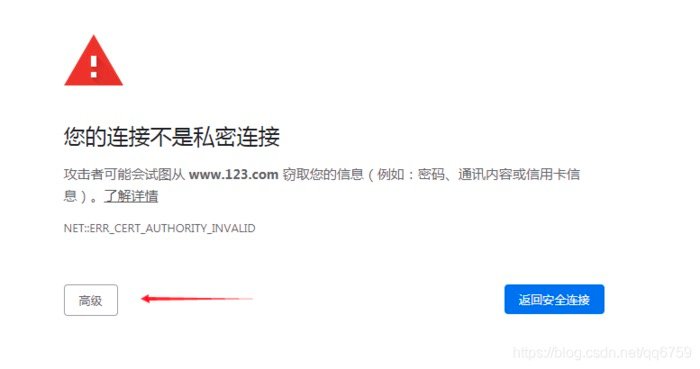 您的连接不是私密连接
攻击者可能会试图从 www.123.com 窃取您的信息（例如：密码、通讯内容或信用卡信
息）。了解详情
NET::ERR_CERT_AUTHORITY_INVALID
高级
返回安全连接
https://blog.csdn.net/qq6759